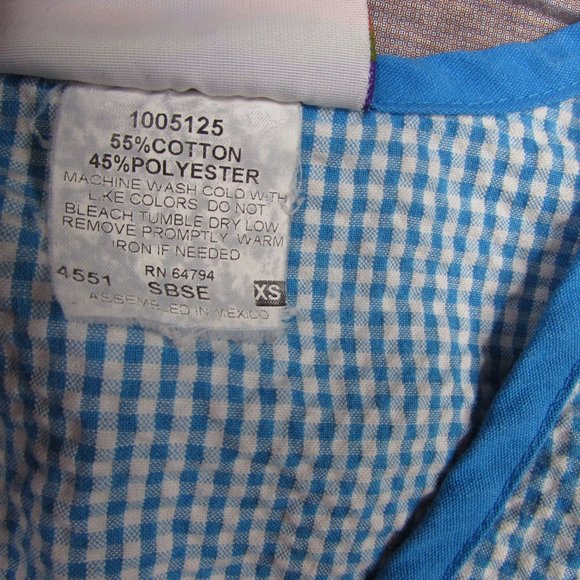 1005125
55%COTTON
45%POLYESTER
MACHINE WASH COLD WITH
LIKE COLORS DO NOT
BLEACH TUMBLE DRY LOW
REMOVE PROMPTLY WARM
IRON IF NEEDED
RN 64794
4551 SBSE XS
ASSEMBLED IN MEXICO